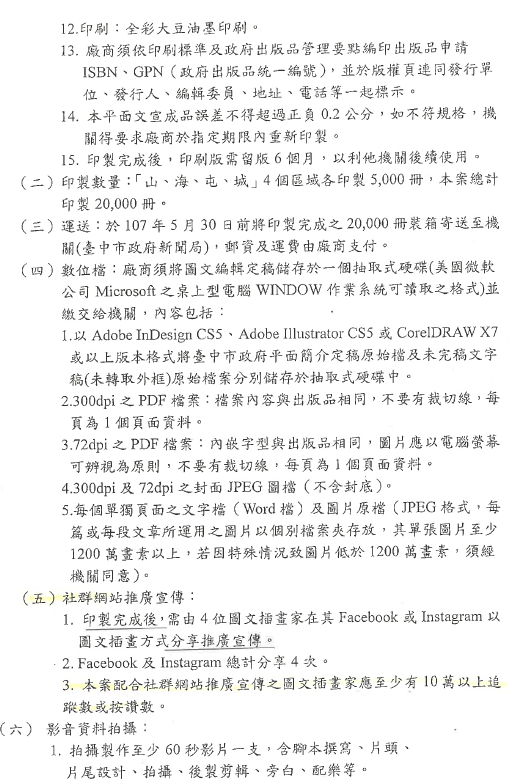 12.印刷：全彩大豆油墨印刷。
13. 廠商須依印刷標準及政府出版品管理要點編印出版品申請
ISBN、GPN（政府出版品統一編號），並於版權頁連同發行單
位、發行人、編輯委員、地址、電話等一起標示。
14. 本平面文宣成品誤差不得超過正負 0.2 公分，如不符規格，機
關得要求廠商於指定期限內重新印製。
15. 印製完成後，印刷版需留版 6 個月，以利他機關後續使用。
（二）印製數量：「山、海、屯、城」4 個區域各印製 5,000 冊，本案總計
印製 20,000 冊。
（三）運送：於 107 年 5 月 30 日前將印製完成之 20,000 冊裝箱寄送至機
關(臺中市政府新聞局)，郵資及運費由廠商支付。
（四）數位檔：廠商須將圖文編輯定稿儲存於一個抽取式硬碟(美國微軟
公司 Microsoft 之桌上型電腦 WINDOW 作業系統可讀取之格式)並
繳交給機關，內容包括：
1.以 Adobe InDesign CS5、Adobe Illustrator CS5 或 CorelDRAW X7
或以上版本格式將臺中市政府平面簡介定稿原始檔及未完稿文字
稿(未轉取外框)原始檔案分別儲存於抽取式硬碟中。
2.300dpi 之 PDF 檔案：檔案內容與出版品相同，不要有裁切線，每
頁為 1 個頁面資料。
3.72dpi 之 PDF 檔案：內嵌字型與出版品相同，圖片應以電腦螢幕
可辨視為原則，不要有裁切線，每頁為 1 個頁面資料。
4.300dpi 及 72dpi 之封面 JPEG 圖檔（不含封底）。
5.每個單獨頁面之文字檔（Word 檔）及圖片原檔（JPEG 格式，每
篇或每段文章所運用之圖片以個別檔案夾存放，其單張圖片至少
1200 萬畫素以上，若因特殊情況致圖片低於 1200 萬畫素，須經
機關同意）。
（五）社群網站推廣宣傳：
1. 印製完成後，需由 4 位圖文插畫家在其 Facebook 或 Instagram 以
圖文插畫方式分享推廣宣傳。
2. Facebook 及 Instagram 總計分享 4 次。
3. 本案配合社群網站推廣宣傳之圖文插畫家應至少有 10 萬以上追
蹤數或按讚數。
（六） 影音資料拍攝：
1. 拍攝製作至少 60 秒影片一支，含腳本撰寫、片頭、
片尾設計、拍攝、後製剪輯、旁白、配樂等。